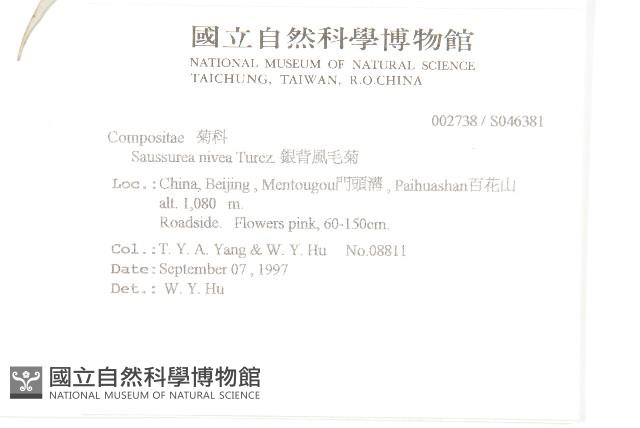 國立自然科學博物館
NATIONAL MUSEUM OF NATURAL SCIENCE
TAICHUNG, TAIWAN, R.O.CHINA
002738 / S046381
Compositae 菊科
Saussurea nivea Turcz. 銀背風毛菊
Loc.: China, Beijing , Mentougou門頭溝 , Paihuashan百花山
alt. 1,080 m.
Roadside. Flowers pink, 60-150cm.
Col.: T. Y. A. Yang & W. Y. Hu No.08811
Date: September 07 , 1997
Det.: W. Y. Hu
國立自然科學博物館
NATIONAL MUSEUM OF NATURAL SCIENCE